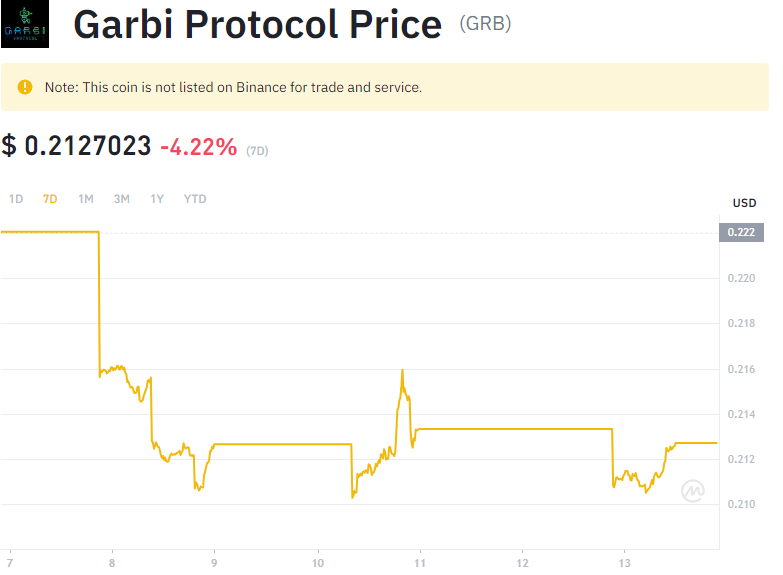 GARBI
PROTOCOL
Garbi Protocol Price (GRB)
Note: This coin is not listed on Binance for trade and service.
$ 0.2127023 -4.22% (7D)
1D 7D 1M 3M 1Y YTD
USD
0.222
0.220
0.218
0.216
0.214
0.212
0.210
7 8 9 10 11 12 13